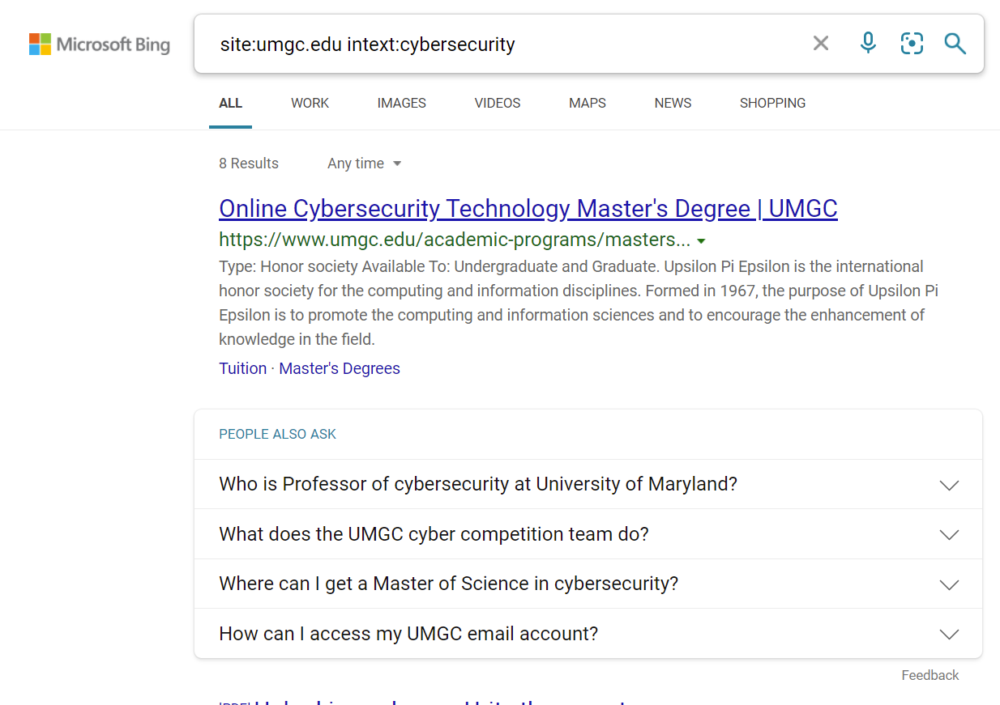 Microsoft Bing
site:umgc.edu intext:cybersecurity
ALL WORK IMAGES VIDEOS MAPS NEWS SHOPPING
8 Results Any time
Online Cybersecurity Technology Master's Degree | UMGC
https://www.umgc.edu/academic-programs/masters...
Type: Honor society Available To: Undergraduate and Graduate. Upsilon Pi Epsilon is the international
honor society for the computing and information disciplines. Formed in 1967, the purpose of Upsilon Pi
Epsilon is to promote the computing and information sciences and to encourage the enhancement of
knowledge in the field.
Tuition · Master's Degrees
PEOPLE ALSO ASK
Who is Professor of cybersecurity at University of Maryland?
What does the UMGC cyber competition team do?
Where can I get a Master of Science in cybersecurity?
How can I access my UMGC email account?
Feedback